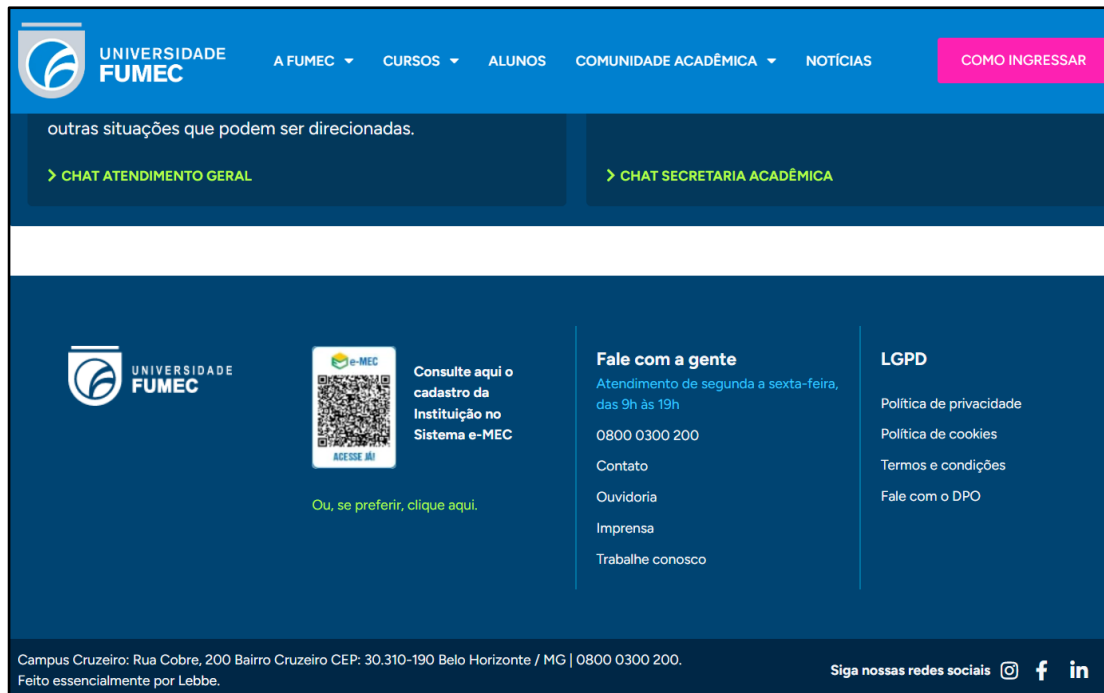 UNIVERSIDADE
FUMEC
A FUMEC
CURSOS
ALUNOS
COMUNIDADE ACADÊMICA
NOTÍCIAS
COMO INGRESSAR
outras situações que podem ser direcionadas.
CHAT ATENDIMENTO GERAL
CHAT SECRETARIA ACADÊMICA
UNIVERSIDADE
FUMEC
e-MEC
ACESSE JÁ!
Consulte aqui o
cadastro da
Instituição no
Sistema e-MEC
Ou, se preferir, clique aqui.
Fale com a gente
Atendimento de segunda a sexta-feira,
das 9h às 19h
0800 0300 200
Contato
Ouvidoria
Imprensa
Trabalhe conosco
LGPD
Política de privacidade
Política de cookies
Termos e condições
Fale com o DPO
Campus Cruzeiro: Rua Cobre, 200 Bairro Cruzeiro CEP: 30.310-190 Belo Horizonte / MG | 0800 0300 200.
Feito essencialmente por Lebbe.
Siga nossas redes sociais